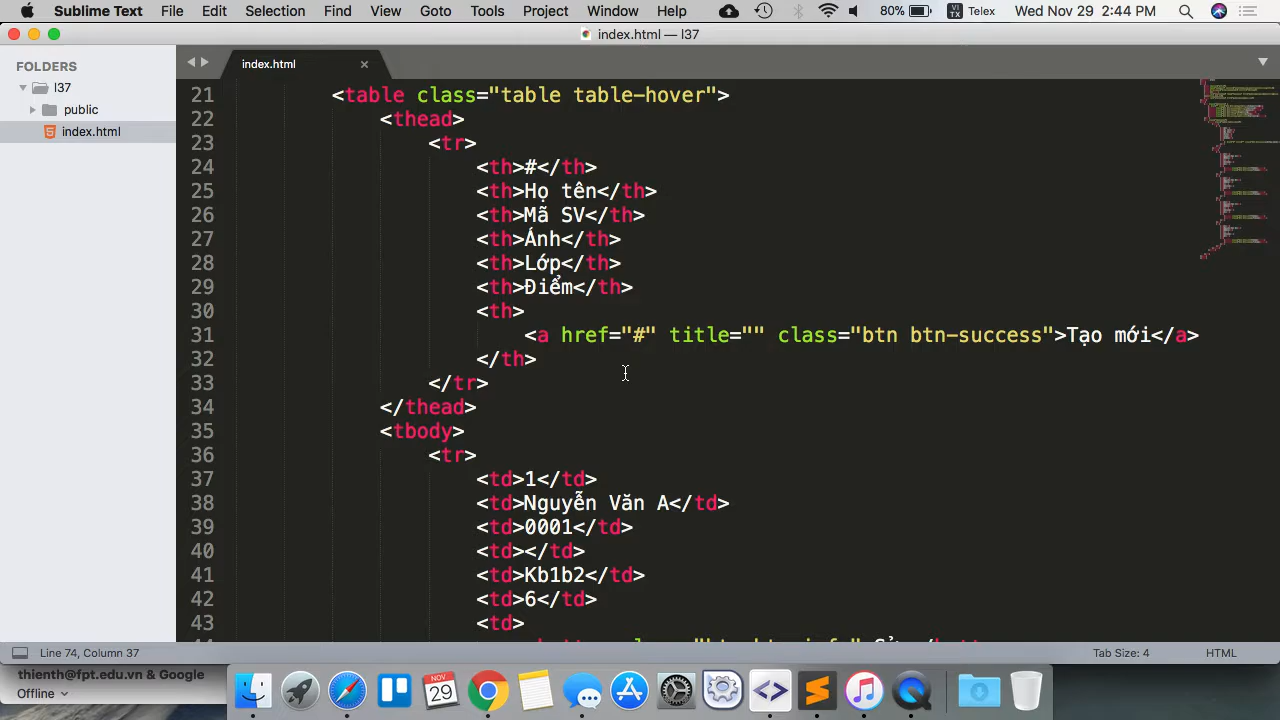 Sublime Text File Edit Selection Find View Goto Tools Project Window Help 80% VI TX Telex Wed Nov 29 2:44 PM
index.html — l37
FOLDERS
l37
public
index.html
index.html
21 <table class="table table-hover">
22 <thead>
23 <tr>
24 <th>#</th>
25 <th>Họ tên</th>
26 <th>Mã SV</th>
27 <th>Ảnh</th>
28 <th>Lớp</th>
29 <th>Điểm</th>
30 <th>
31 <a href="#" title="" class="btn btn-success">Tạo mới</a>
32 </th>
33 </tr>
34 </thead>
35 <tbody>
36 <tr>
37 <td>1</td>
38 <td>Nguyễn Văn A</td>
39 <td>0001</td>
40 <td></td>
41 <td>Kb1b2</td>
42 <td>6</td>
43 <td>
Line 74, Column 37 Tab Size: 4 HTML
thienth@fpt.edu.vn & Google
Offline
NOV
29